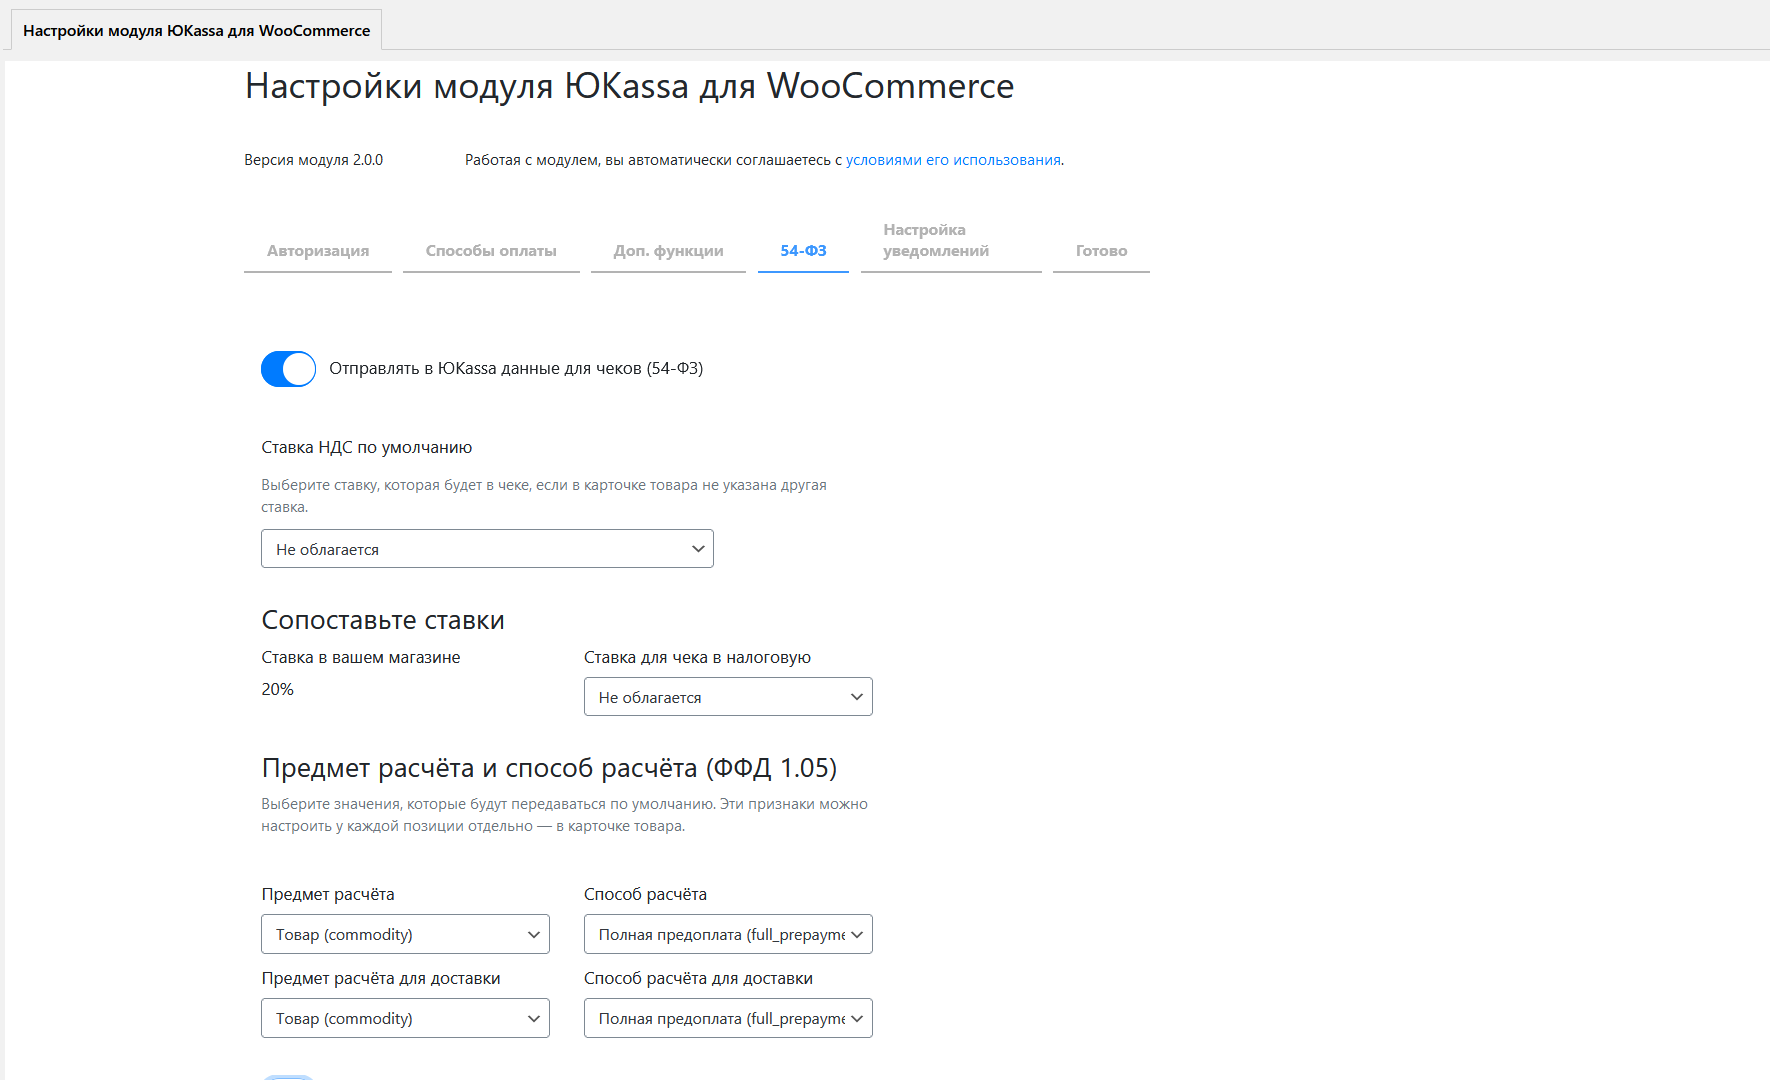 Настройки модуля ЮKassa для WooCommerce
Настройки модуля ЮKassa для WooCommerce
Версия модуля 2.0.0
Работая с модулем, вы автоматически соглашаетесь с условиями его использования.
Авторизация
Способы оплаты
Доп. функции
54-ФЗ
Настройка
уведомлений
Готово
Отправлять в ЮKassa данные для чеков (54-ФЗ)
Ставка НДС по умолчанию
Выберите ставку, которая будет в чеке, если в карточке товара не указана другая
ставка.
Не облагается
Сопоставьте ставки
Ставка в вашем магазине
Ставка для чека в налоговую
20%
Не облагается
Предмет расчёта и способ расчёта (ФФД 1.05)
Выберите значения, которые будут передаваться по умолчанию. Эти признаки можно
настроить у каждой позиции отдельно — в карточке товара.
Предмет расчёта
Способ расчёта
Товар (commodity)
Полная предоплата (full_prepayme
Предмет расчёта для доставки
Способ расчёта для доставки
Товар (commodity)
Полная предоплата (full_prepayme